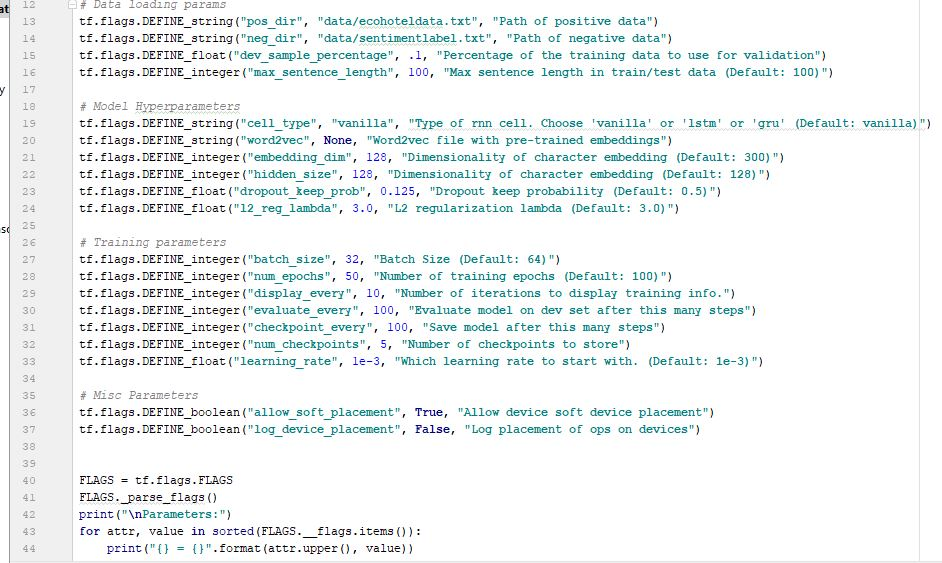 at
y
asc
12 # Data loading params
13 tf.flags.DEFINE_string("pos_dir", "data/ecohoteldata.txt", "Path of positive data")
14 tf.flags.DEFINE_string("neg_dir", "data/sentimentlabel.txt", "Path of negative data")
15 tf.flags.DEFINE_float("dev_sample_percentage", .1, "Percentage of the training data to use for validation")
16 tf.flags.DEFINE_integer("max_sentence_length", 100, "Max sentence length in train/test data (Default: 100)")
17
18 # Model Hyperparameters
19 tf.flags.DEFINE_string("cell_type", "vanilla", "Type of rnn cell. Choose 'vanilla' or 'lstm' or 'gru' (Default: vanilla)")
20 tf.flags.DEFINE_string("word2vec", None, "Word2vec file with pre-trained embeddings")
21 tf.flags.DEFINE_integer("embedding_dim", 128, "Dimensionality of character embedding (Default: 300)")
22 tf.flags.DEFINE_integer("hidden_size", 128, "Dimensionality of character embedding (Default: 128)")
23 tf.flags.DEFINE_float("dropout_keep_prob", 0.125, "Dropout keep probability (Default: 0.5)")
24 tf.flags.DEFINE_float("l2_reg_lambda", 3.0, "L2 regularization lambda (Default: 3.0)")
25
26 # Training parameters
27 tf.flags.DEFINE_integer("batch_size", 32, "Batch Size (Default: 64)")
28 tf.flags.DEFINE_integer("num_epochs", 50, "Number of training epochs (Default: 100)")
29 tf.flags.DEFINE_integer("display_every", 10, "Number of iterations to display training info.")
30 tf.flags.DEFINE_integer("evaluate_every", 100, "Evaluate model on dev set after this many steps")
31 tf.flags.DEFINE_integer("checkpoint_every", 100, "Save model after this many steps")
32 tf.flags.DEFINE_integer("num_checkpoints", 5, "Number of checkpoints to store")
33 tf.flags.DEFINE_float("learning_rate", 1e-3, "Which learning rate to start with. (Default: 1e-3)")
34
35 # Misc Parameters
36 tf.flags.DEFINE_boolean("allow_soft_placement", True, "Allow device soft device placement")
37 tf.flags.DEFINE_boolean("log_device_placement", False, "Log placement of ops on devices")
38
39
40 FLAGS = tf.flags.FLAGS
41 FLAGS._parse_flags()
42 print("\nParameters:")
43 for attr, value in sorted(FLAGS.__flags.items()):
44 print("{} = {}".format(attr.upper(), value))